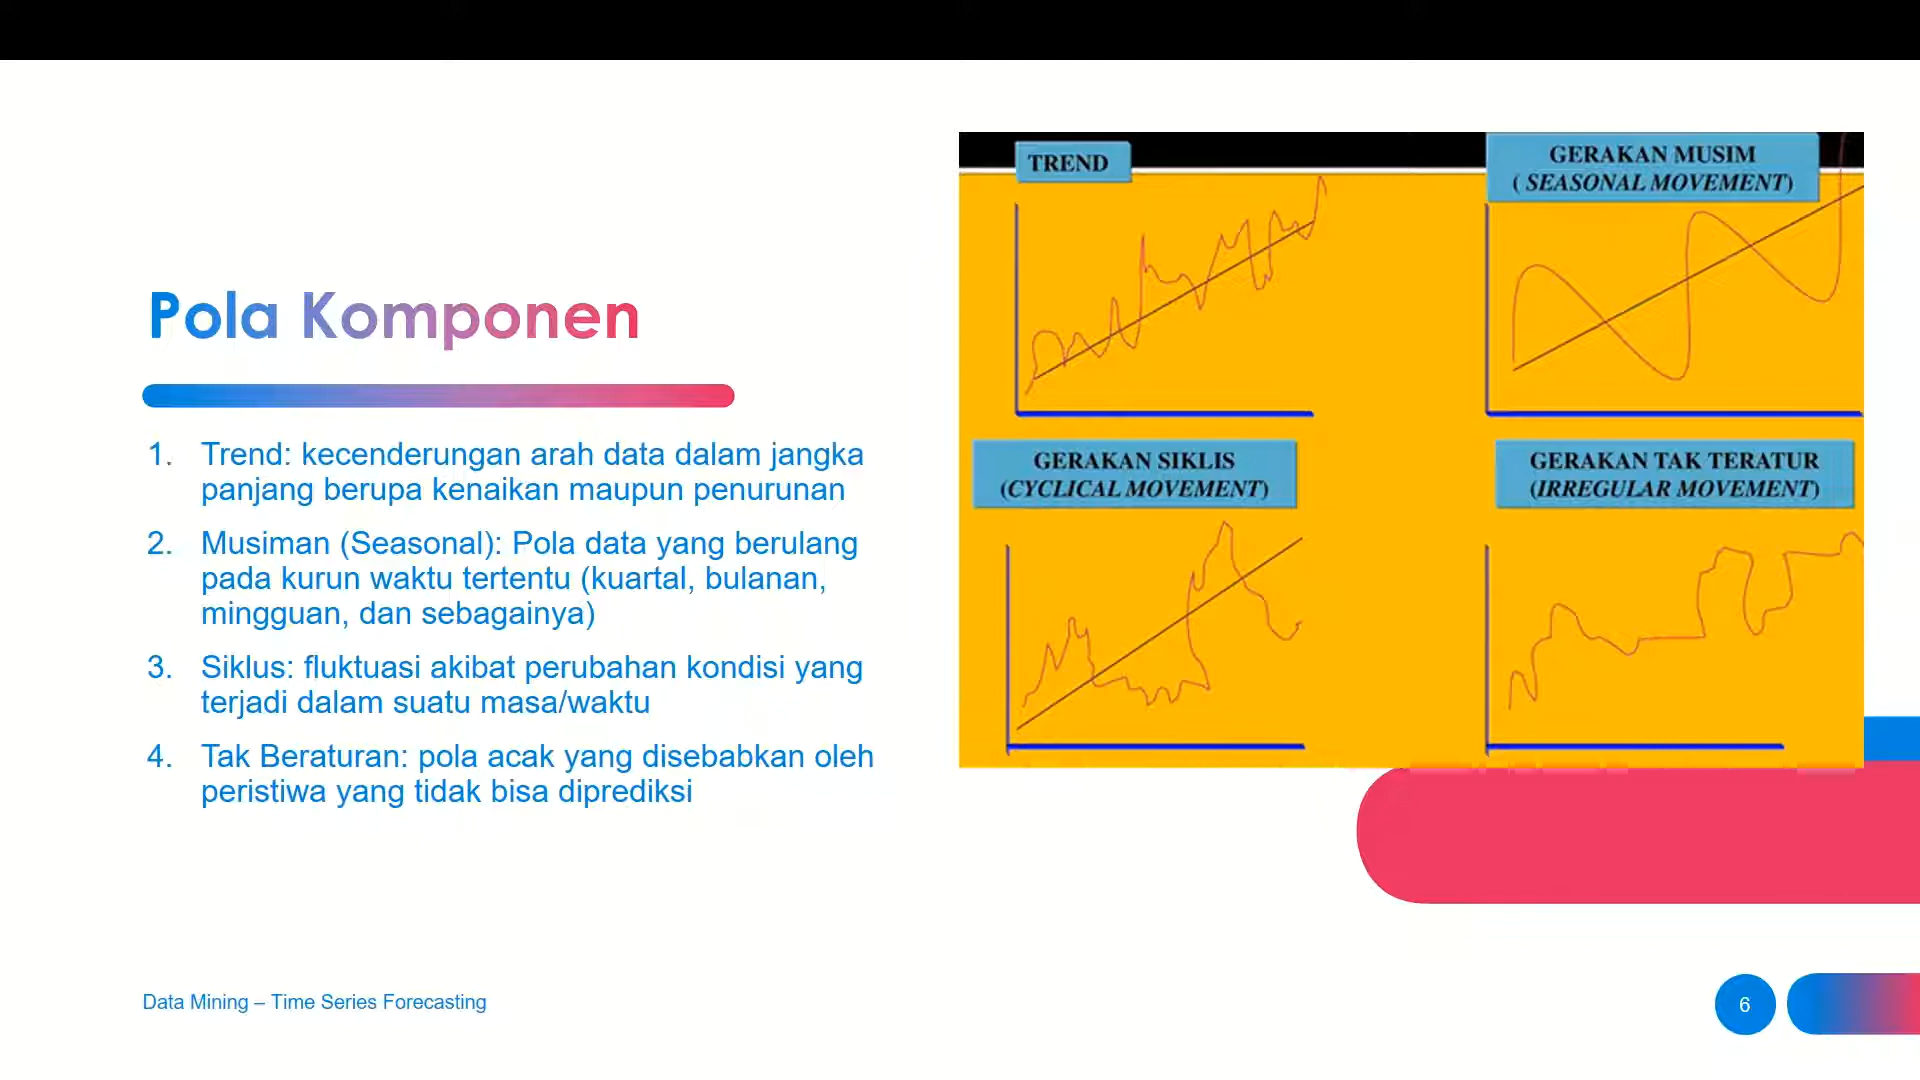 Pola Komponen
1. Trend: kecenderungan arah data dalam jangka
panjang berupa kenaikan maupun penurunan
2. Musiman (Seasonal): Pola data yang berulang
pada kurun waktu tertentu (kuartal, bulanan,
mingguan, dan sebagainya)
3. Siklus: fluktuasi akibat perubahan kondisi yang
terjadi dalam suatu masa/waktu
4. Tak Beraturan: pola acak yang disebabkan oleh
peristiwa yang tidak bisa diprediksi
TREND
GERAKAN MUSIM
( SEASONAL MOVEMENT)
GERAKAN SIKLIS
(CYCLICAL MOVEMENT)
GERAKAN TAK TERATUR
(IRREGULAR MOVEMENT)
Data Mining – Time Series Forecasting
6